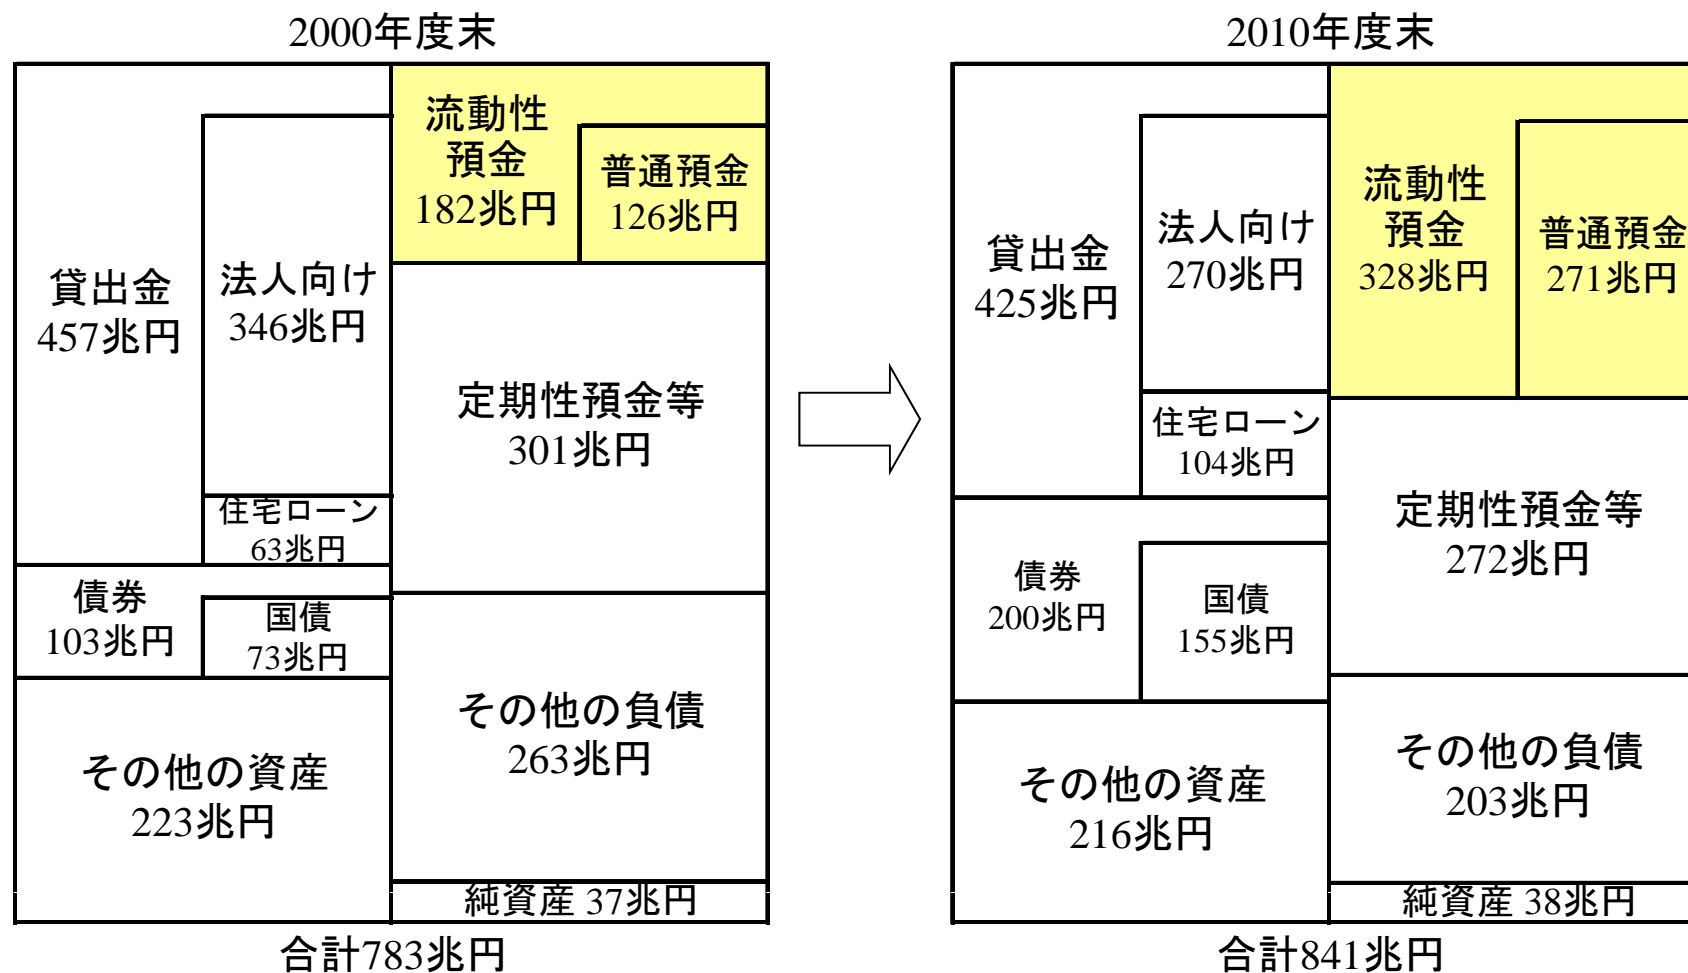 2000年度末
貸出金
457兆円
法人向け
346兆円
住宅ローン
63兆円
債券
103兆円
国債
73兆円
その他の資産
223兆円
流動性
預金
182兆円
普通預金
126兆円
定期性預金等
301兆円
その他の負債
263兆円
純資産 37兆円
合計783兆円
2010年度末
貸出金
425兆円
法人向け
270兆円
住宅ローン
104兆円
債券
200兆円
国債
155兆円
その他の資産
216兆円
流動性
預金
328兆円
普通預金
271兆円
定期性預金等
272兆円
その他の負債
203兆円
純資産 38兆円
合計841兆円